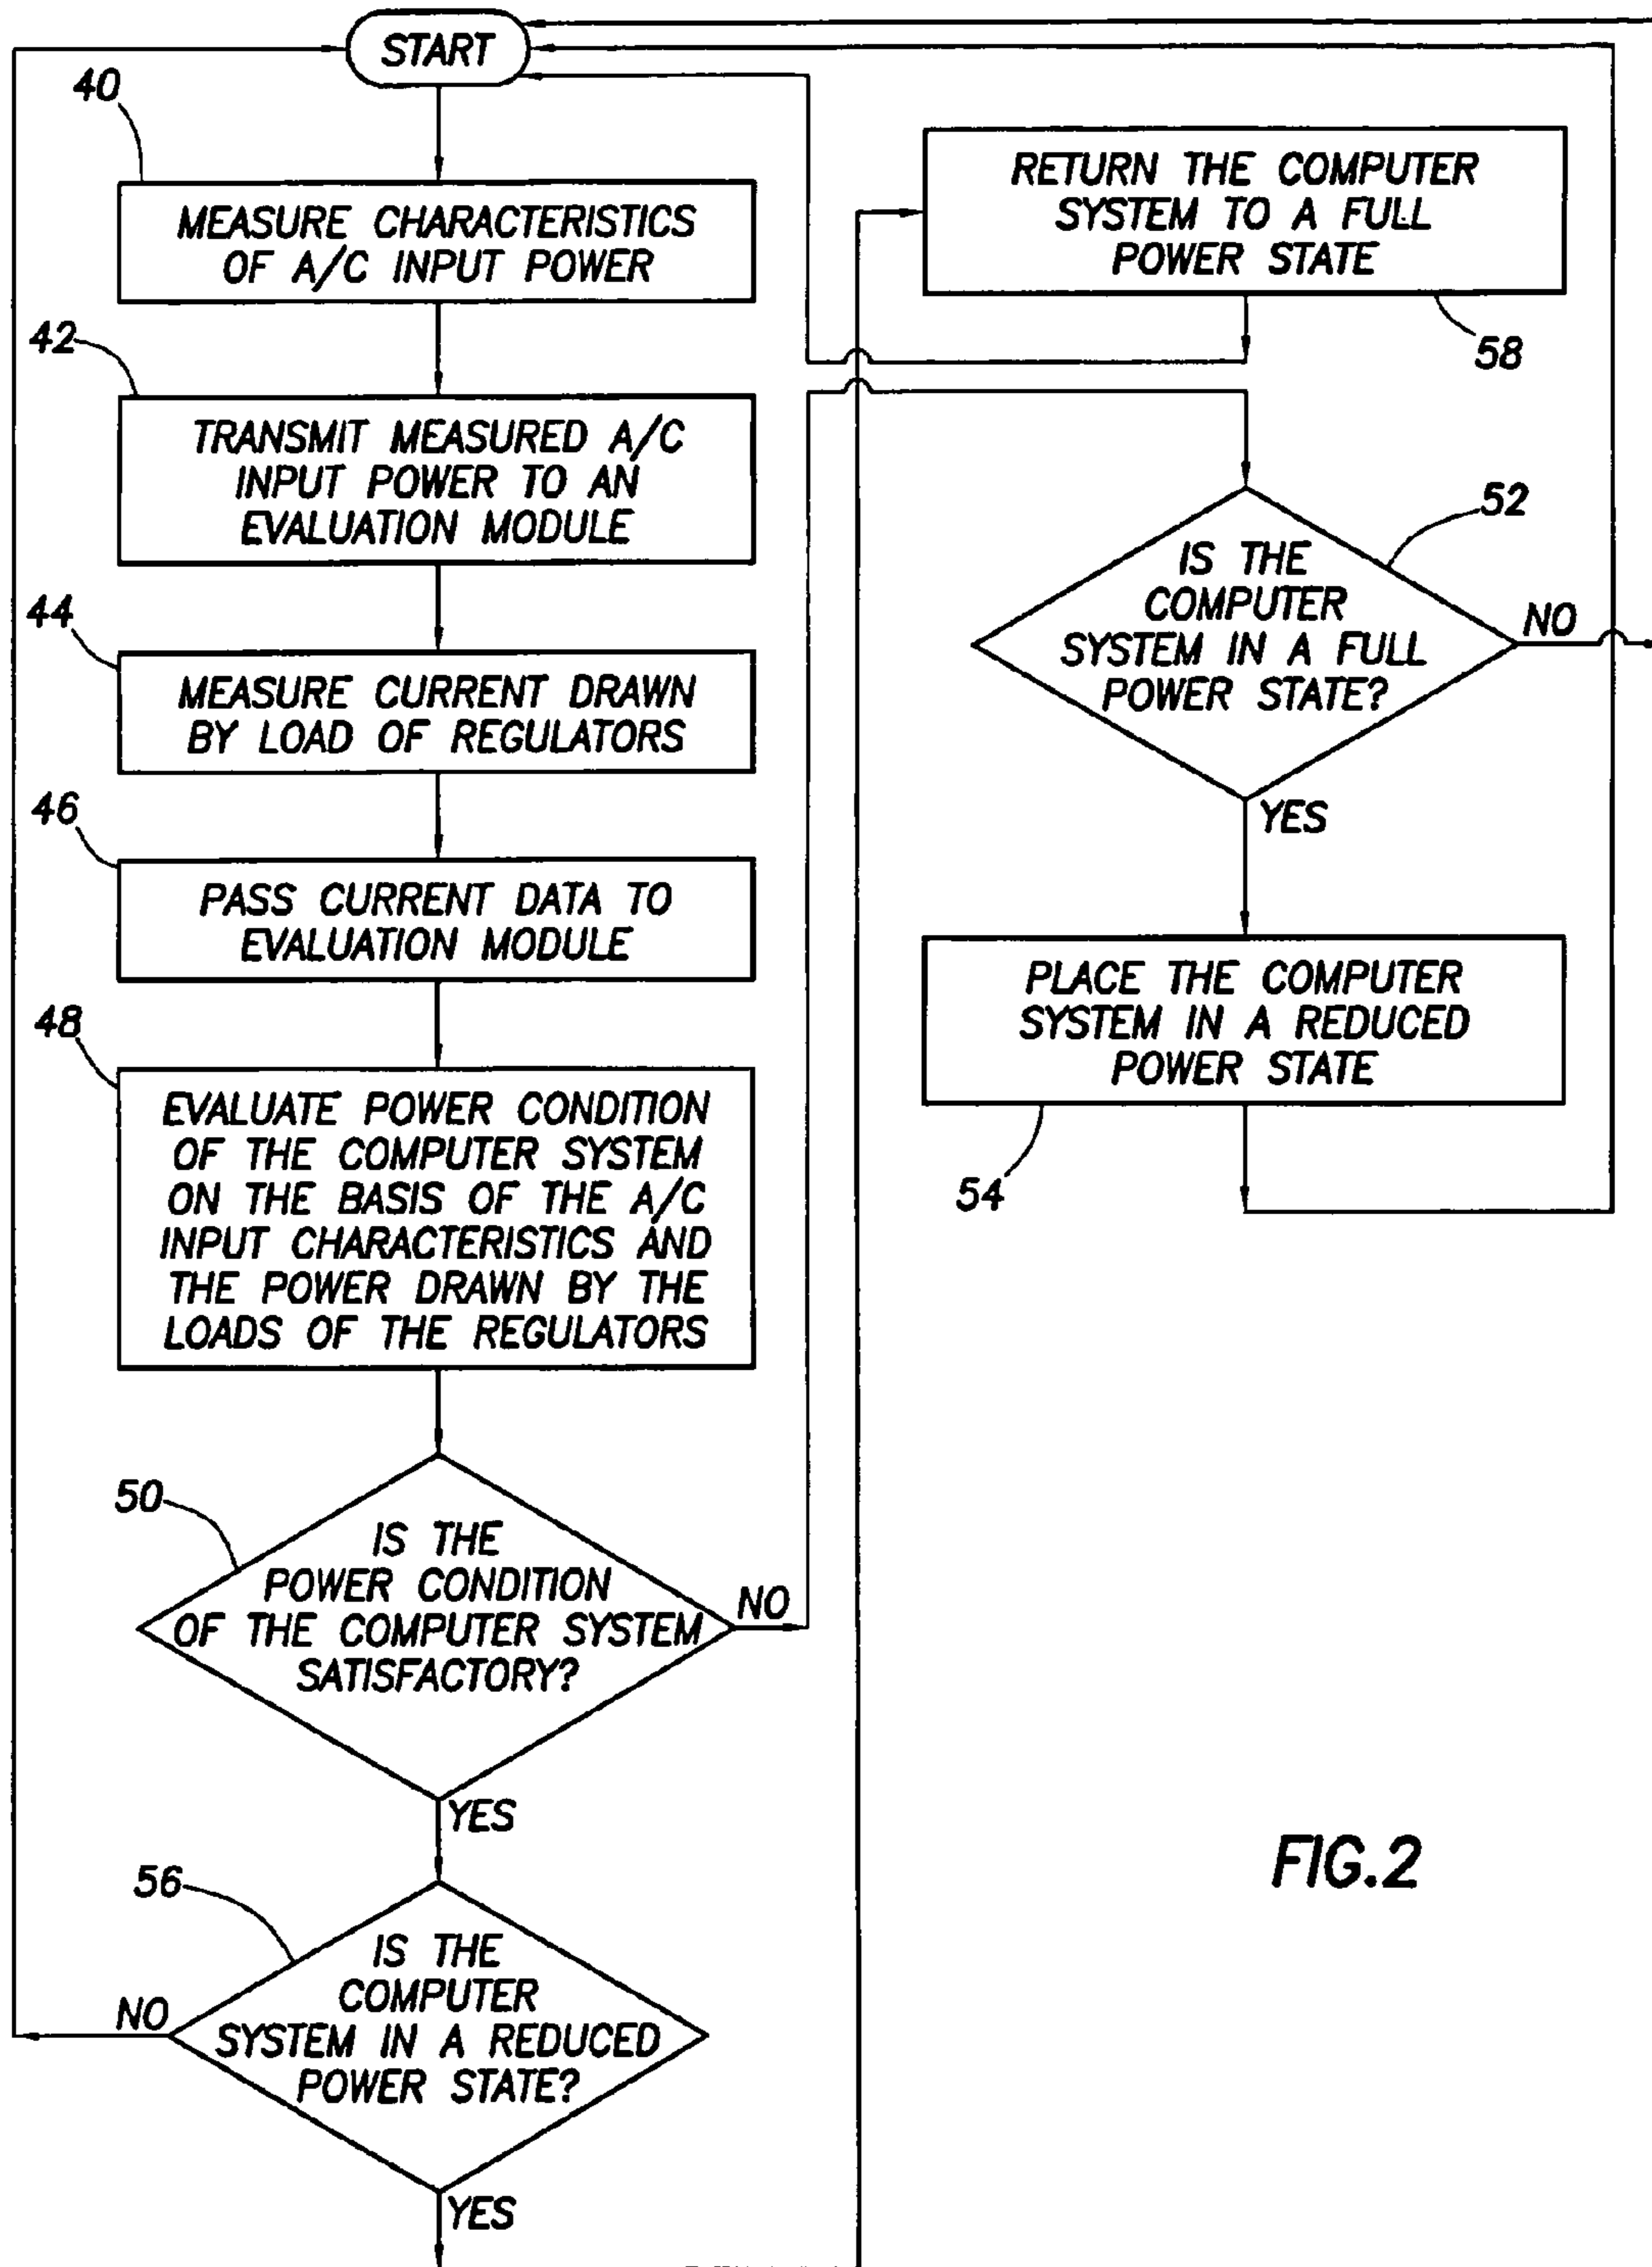 START
40
MEASURE CHARACTERISTICS
OF A/C INPUT POWER
42
TRANSMIT MEASURED A/C
INPUT POWER TO AN
EVALUATION MODULE
44
MEASURE CURRENT DRAWN
BY LOAD OF REGULATORS
46
PASS CURRENT DATA TO
EVALUATION MODULE
48
EVALUATE POWER CONDITION
OF THE COMPUTER SYSTEM
ON THE BASIS OF THE A/C
INPUT CHARACTERISTICS AND
THE POWER DRAWN BY THE
LOADS OF THE REGULATORS
50
IS THE
POWER CONDITION
OF THE COMPUTER SYSTEM
SATISFACTORY?
NO
YES
56
IS THE
COMPUTER
SYSTEM IN A REDUCED
POWER STATE?
NO
YES
RETURN THE COMPUTER
SYSTEM TO A FULL
POWER STATE
58
52
IS THE
COMPUTER
SYSTEM IN A FULL
POWER STATE?
NO
YES
PLACE THE COMPUTER
SYSTEM IN A REDUCED
POWER STATE
54
FIG.2